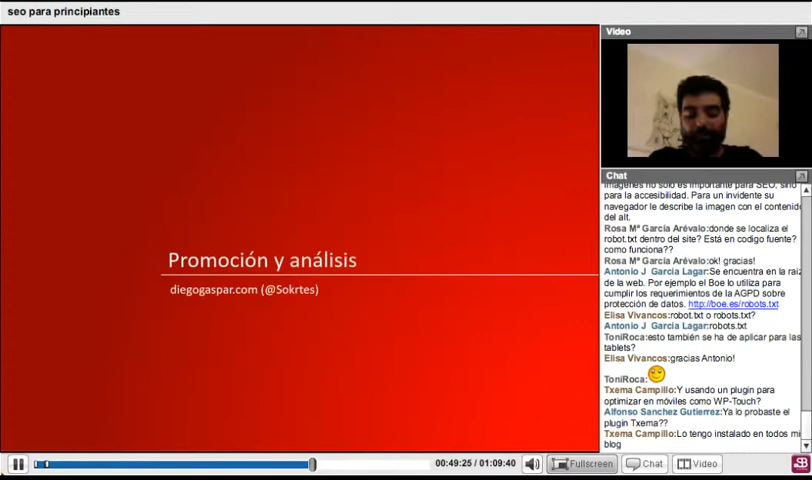 seo para principiantes
Video
Promoción y análisis
diegogaspar.com (@Sokrtes)
Chat
imagenes no solo es importante para SEO, sino
para la accesibilidad. Para un invidente su
navegador le describe la imagen con el contenido
del alt.
Rosa Mª García Arévalo:donde se localiza el
robot.txt dentro del site? Está en codigo fuente?
como funciona??
Rosa Mª García Arévalo:ok! gracias!
Antonio J García Lagar:Se encuentra en la raiz
de la web. Por ejemplo el Boe lo utiliza para
cumplir los requerimientos de la AGPD sobre
protección de datos. http://boe.es/robots.txt
Elisa Vivancos:robot.txt o robots.txt?
Antonio J García Lagar:robots.txt
ToniRoca:esto también se ha de aplicar para las
tablets?
Elisa Vivancos:gracias Antonio!
ToniRoca:
Txema Campillo:Y usando un plugin para
optimizar en móviles como WP-Touch?
Alfonso Sanchez Gutierrez:Ya lo probaste el
plugin Txema??
Txema Campillo:Lo tengo instalado en todos mi
blog
00:49:25 / 01:09:40
Fullscreen
Chat
Video
SB